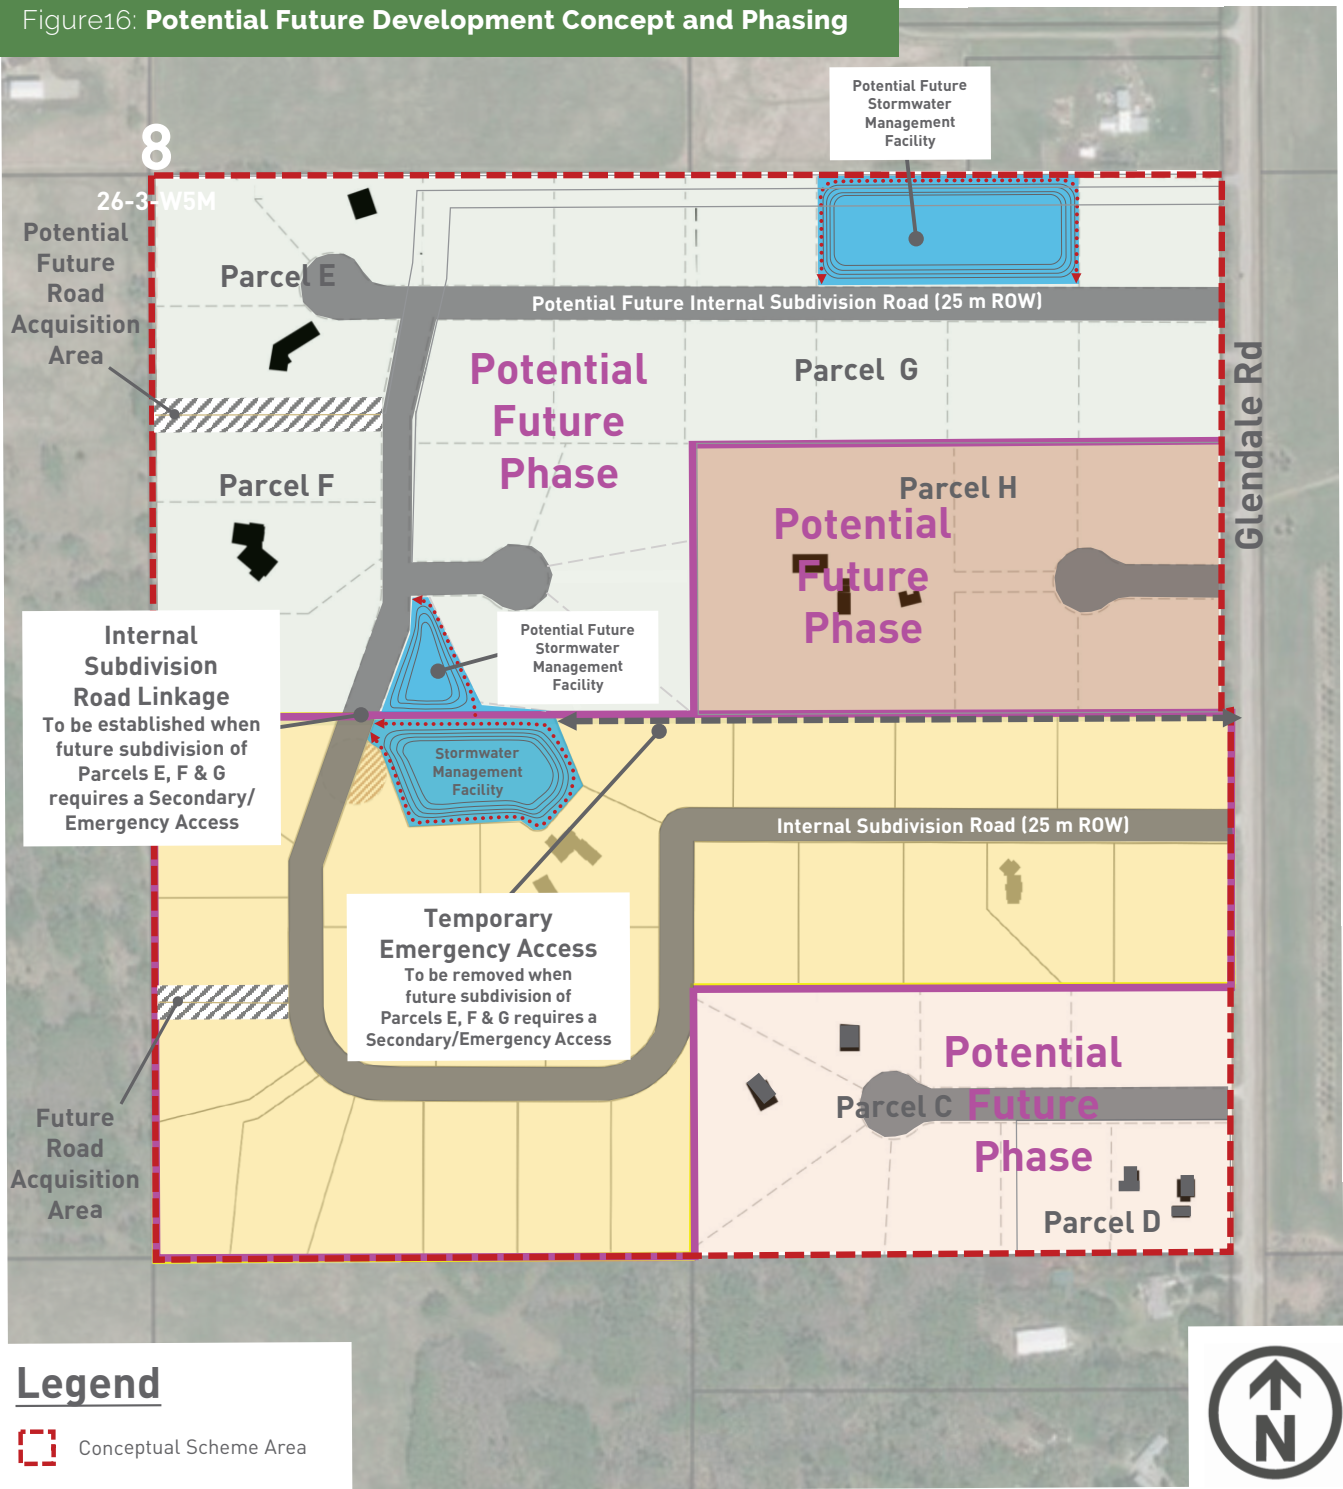 Figure16: Potential Future Development Concept and Phasing
Potential Future
Stormwater
Management
Facility
8
26-3-W5M
Potential
Future
Road
Acquisition
Area
Parcel E
Potential Future Internal Subdivision Road (25 m ROW)
Potential
Future
Phase
Parcel G
Glendale Rd
Parcel F
Parcel H
Potential
Future
Phase
Internal
Subdivision
Road Linkage
To be established when
future subdivision of
Parcels E, F & G
requires a Secondary/
Emergency Access
Potential Future
Stormwater
Management
Facility
Stormwater
Management
Facility
Internal Subdivision Road (25 m ROW)
Temporary
Emergency Access
To be removed when
future subdivision of
Parcels E, F & G requires a
Secondary/Emergency Access
Future
Road
Acquisition
Area
Potential
Future
Phase
Parcel C
Parcel D
Legend
Conceptual Scheme Area
N